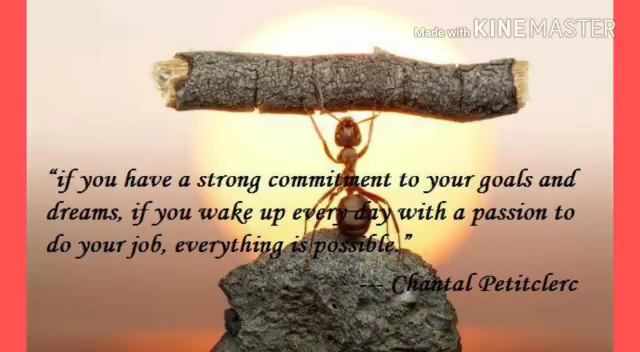 Made with KINEMASTER
“if you have a strong commitment to your goals and
dreams, if you wake up every day with a passion to
do your job, everything is possible.”
--- Chantal Petitclerc